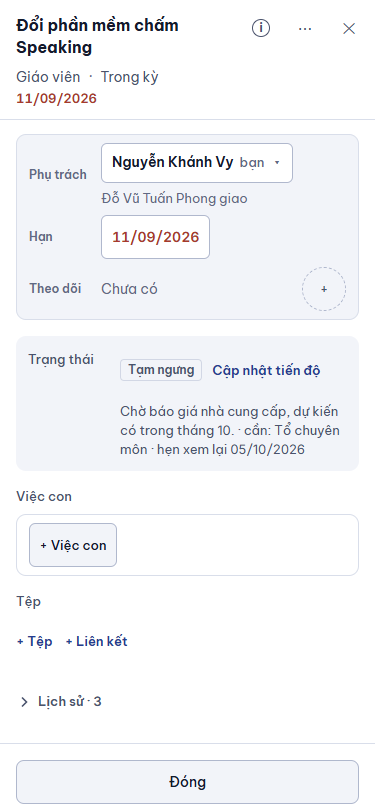 Đổi phần mềm chấm
Speaking
Giáo viên · Trong kỳ
11/09/2026
Phụ trách
Nguyễn Khánh Vy bạn
Đỗ Vũ Tuấn Phong giao
Hạn
11/09/2026
Theo dõi
Chưa có
+
Trạng thái
Tạm ngưng Cập nhật tiến độ
Chờ báo giá nhà cung cấp, dự kiến
có trong tháng 10. · cần: Tổ chuyên
môn · hẹn xem lại 05/10/2026
Việc con
+ Việc con
Tệp
+ Tệp + Liên kết
Lịch sử · 3
Đóng